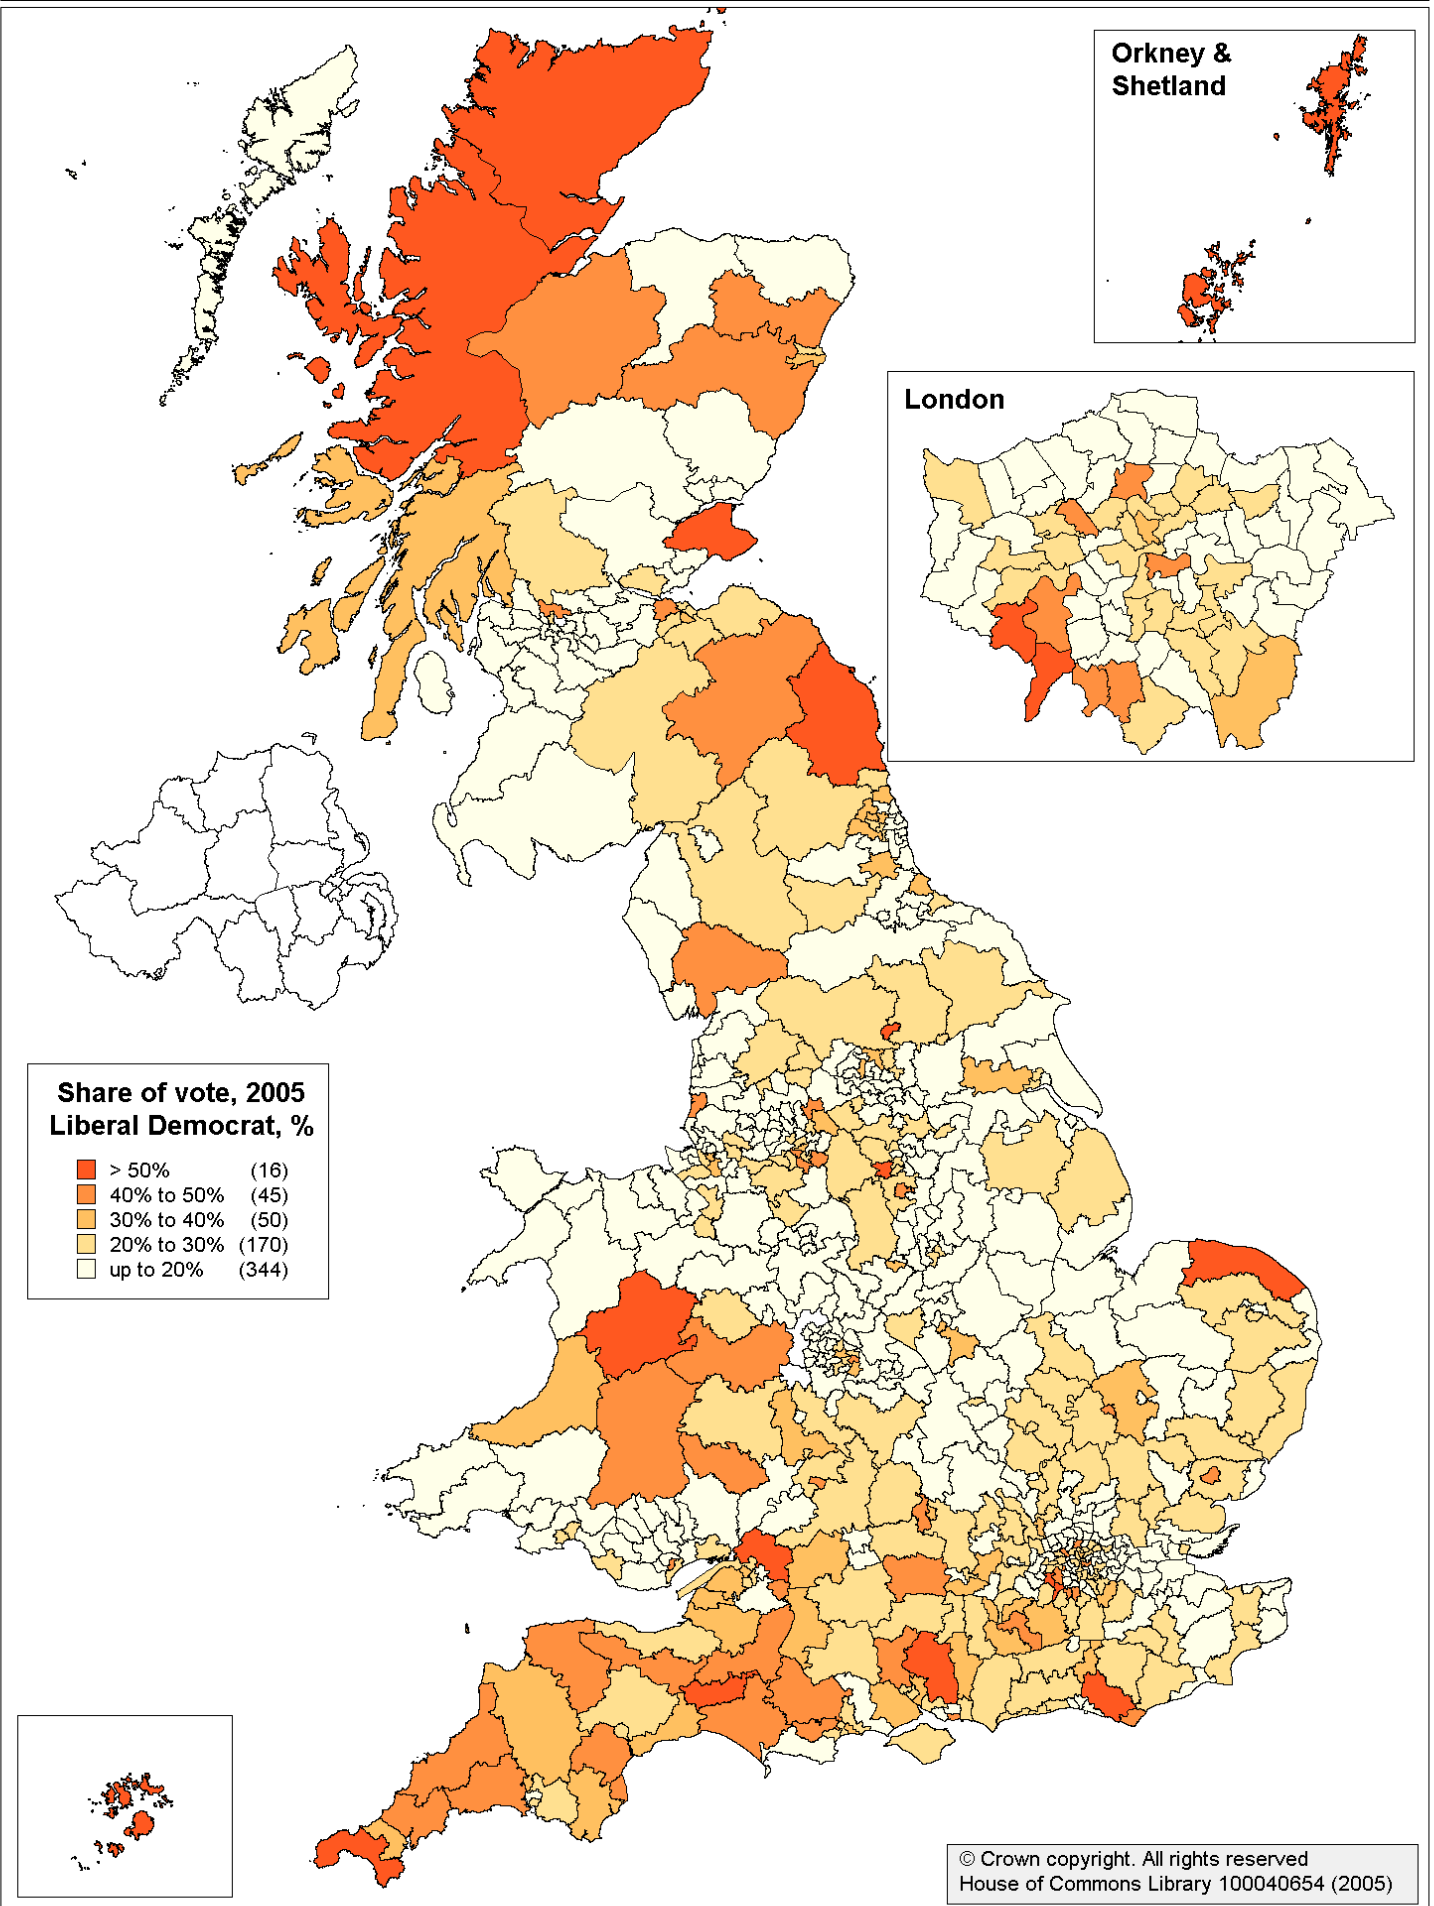 Orkney &
Shetland
London
Share of vote, 2005
Liberal Democrat, %
> 50% (16)
40% to 50% (45)
30% to 40% (50)
20% to 30% (170)
up to 20% (344)
© Crown copyright. All rights reserved
House of Commons Library 100040654 (2005)